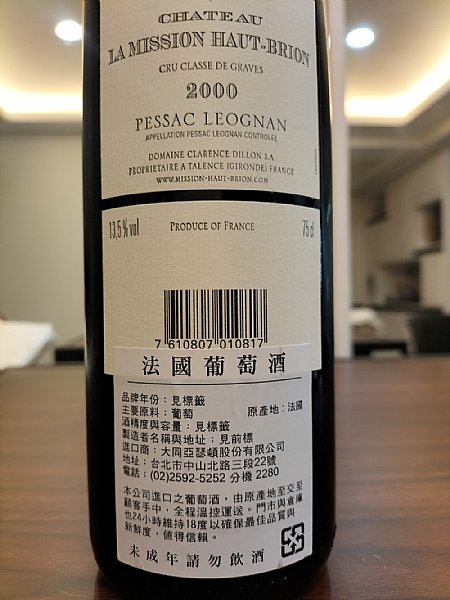 CHATEAU
LA MISSION HAUT-BRION
CRU CLASSE DE GRAVES
2000
PESSAC LEOGNAN
APPELLATION PESSAC LEOGNAN CONTROLÉE
DOMAINE CLARENCE DILLON S.A.
PROPRIETAIRE A TALENCE (GIRONDE) FRANCE
WWW.MISSION-HAUT-BRION.COM
13,5 % vol PRODUCE OF FRANCE 75 cl
7 610807 010817
法國葡萄酒
品牌年份：見標籤
主要原料：葡萄 原產地：法國
酒精度與容量：見標籤
製造者名稱與地址：見前標
進口商：大同亞瑟頓股份有限公司
地址：台北市中山北路三段22號
電話：(02)2592-5252 分機 2280
本公司進口之葡萄酒，由原產地至交至
顧客手中，全程溫控運送。門市與倉庫
也24小時維持18度以確保最佳品質與
新鮮度，值得信賴。
未成年請勿飲酒